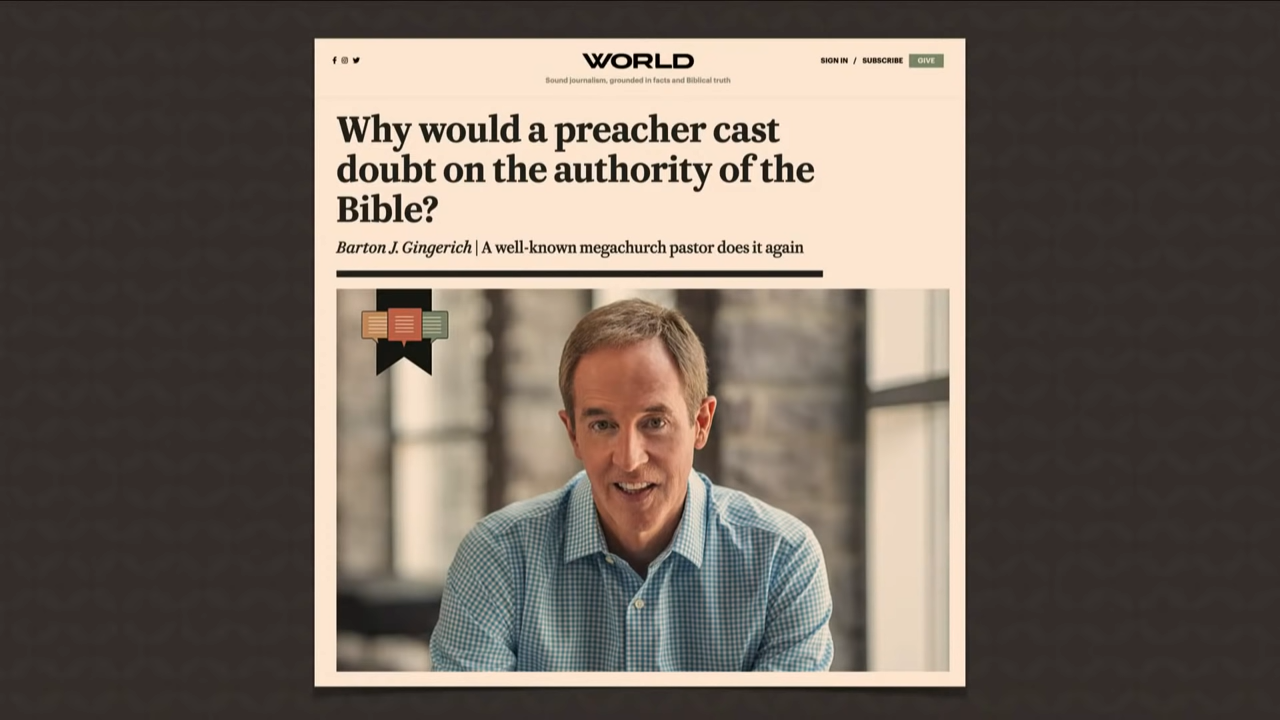 WORLD
Sound journalism, grounded in facts and Biblical truth
SIGN IN / SUBSCRIBE GIVE
Why would a preacher cast
doubt on the authority of the
Bible?
Barton J. Gingerich | A well-known megachurch pastor does it again